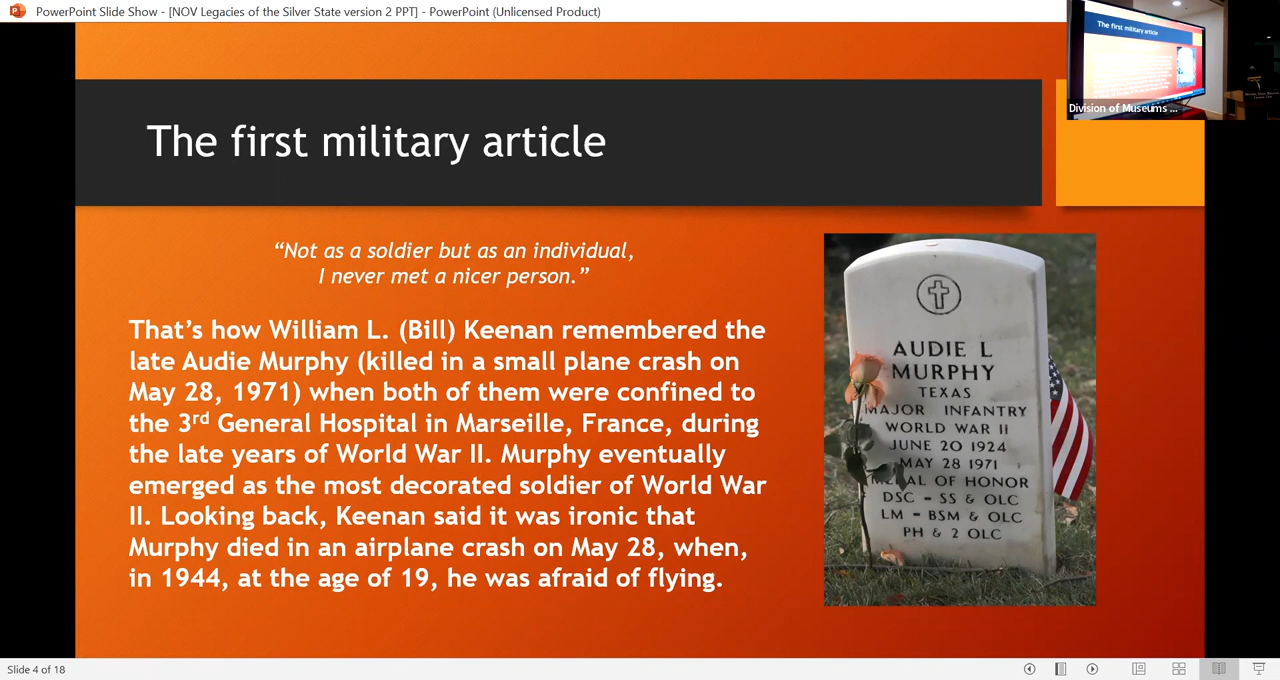 PowerPoint Slide Show - [NOV Legacies of the Silver State version 2 PPT] - PowerPoint (Unlicensed Product)
The first military article
Division of Museums ...
The first military article
“Not as a soldier but as an individual,
I never met a nicer person.”
That’s how William L. (Bill) Keenan remembered the
late Audie Murphy (killed in a small plane crash on
May 28, 1971) when both of them were confined to
the 3rd General Hospital in Marseille, France, during
the late years of World War II. Murphy eventually
emerged as the most decorated soldier of World War
II. Looking back, Keenan said it was ironic that
Murphy died in an airplane crash on May 28, when,
in 1944, at the age of 19, he was afraid of flying.
AUDIE L
MURPHY
TEXAS
MAJOR INFANTRY
WORLD WAR II
JUNE 20 1924
MAY 28 1971
MEDAL OF HONOR
DSC - SS & OLC
LM - BSM & OLC
PH & 2 OLC
Slide 4 of 18